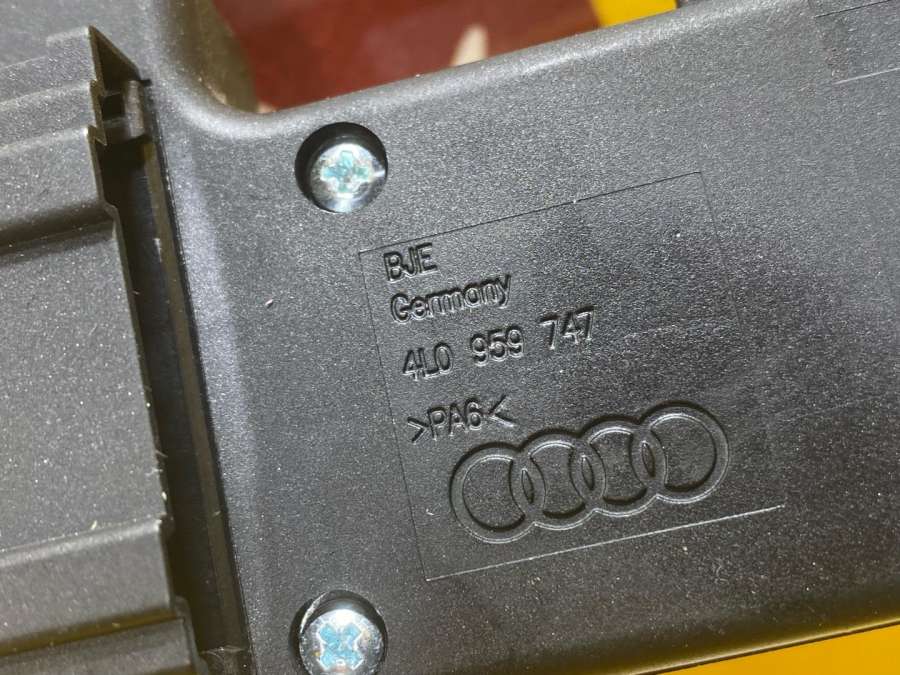 BJE
Germany
4L0 959 747
>PA6<